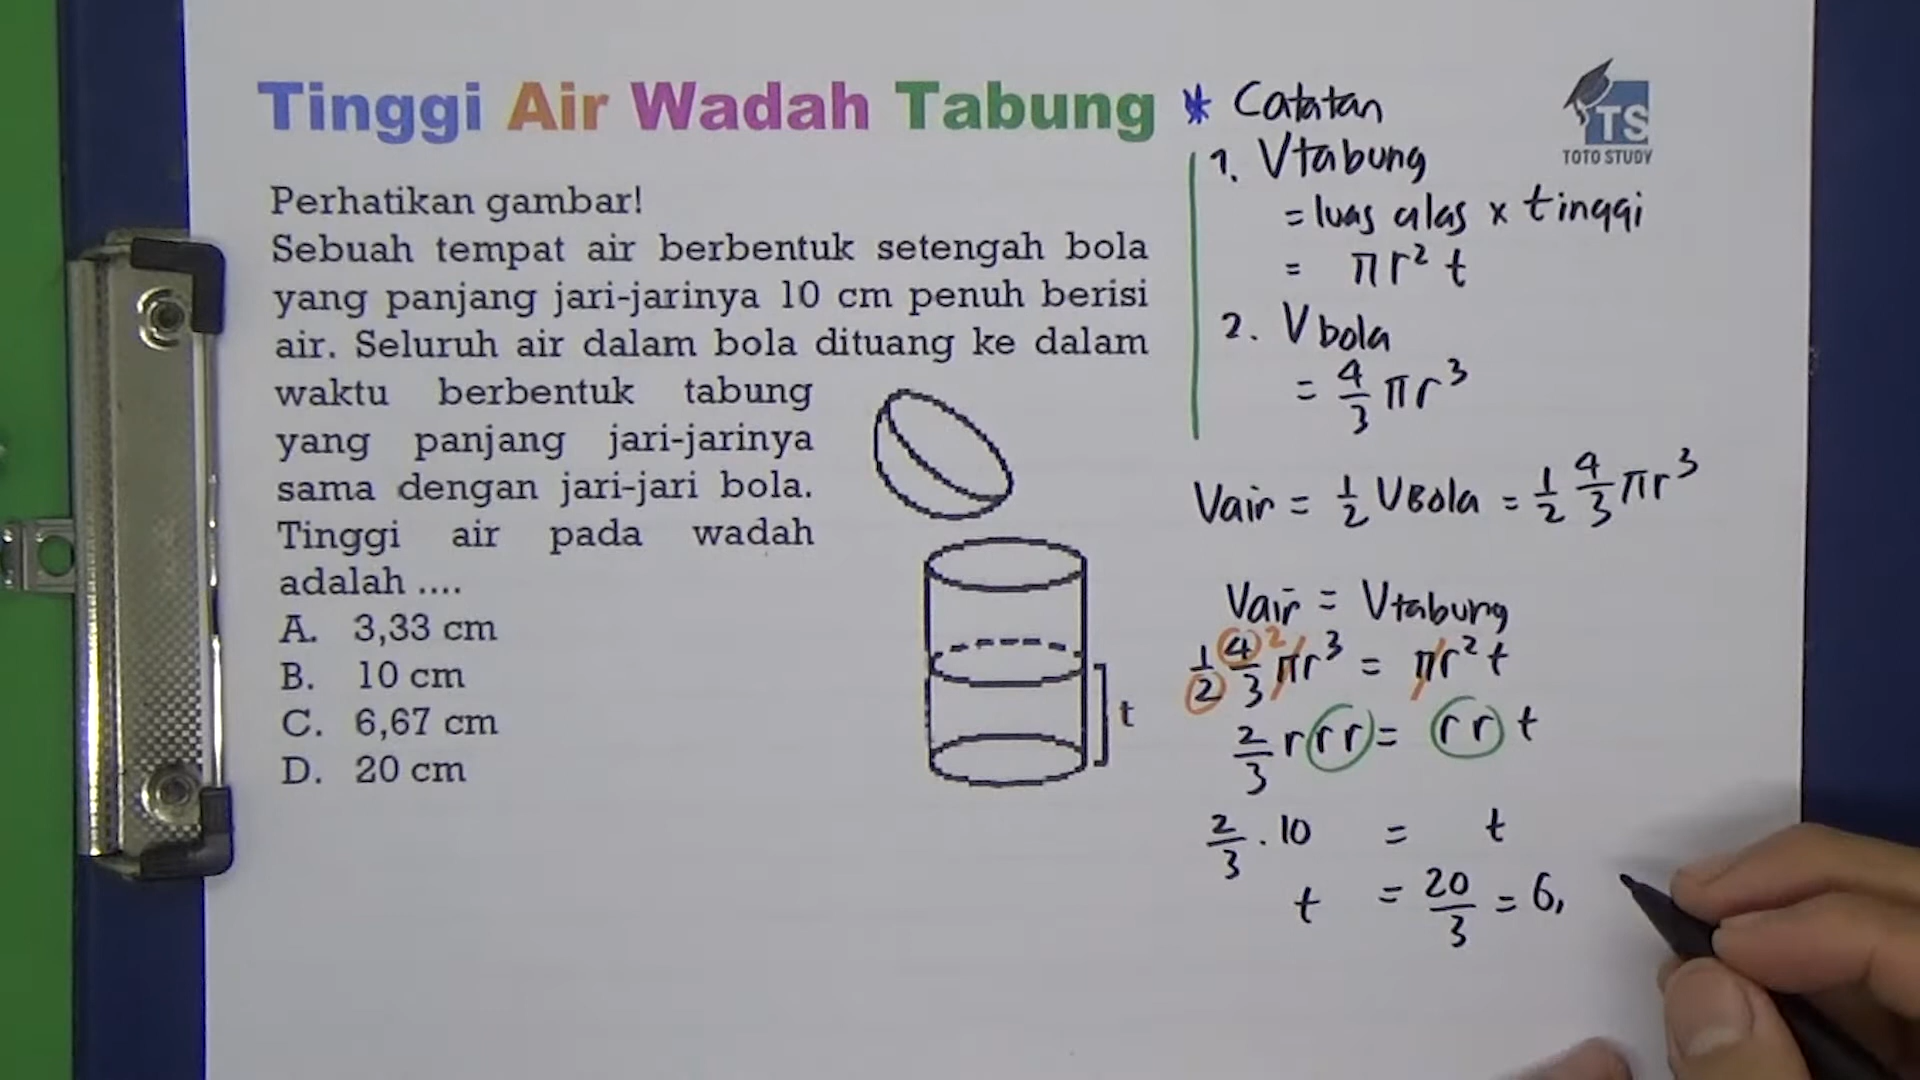 Tinggi Air Wadah Tabung
Perhatikan gambar!
Sebuah tempat air berbentuk setengah bola
yang panjang jari-jarinya 10 cm penuh berisi
air. Seluruh air dalam bola dituang ke dalam
waktu berbentuk tabung
yang panjang jari-jarinya
sama dengan jari-jari bola.
Tinggi air pada wadah
adalah ....
A. 3,33 cm
B. 10 cm
C. 6,67 cm
D. 20 cm
t
* Catatan
1. Vtabung
= luas alas x tinggi
= πr² t
2. Vbola
= 4/3 πr³
Vair = 1/2 VBola = 1/2 4/3 πr³
Vair = Vtabung
1/2 4/3 2 πr³ = πr² t
2/3 r r r = r r t
2/3 . 10 = t
t = 20/3 = 6,
TS
TOTO STUDY